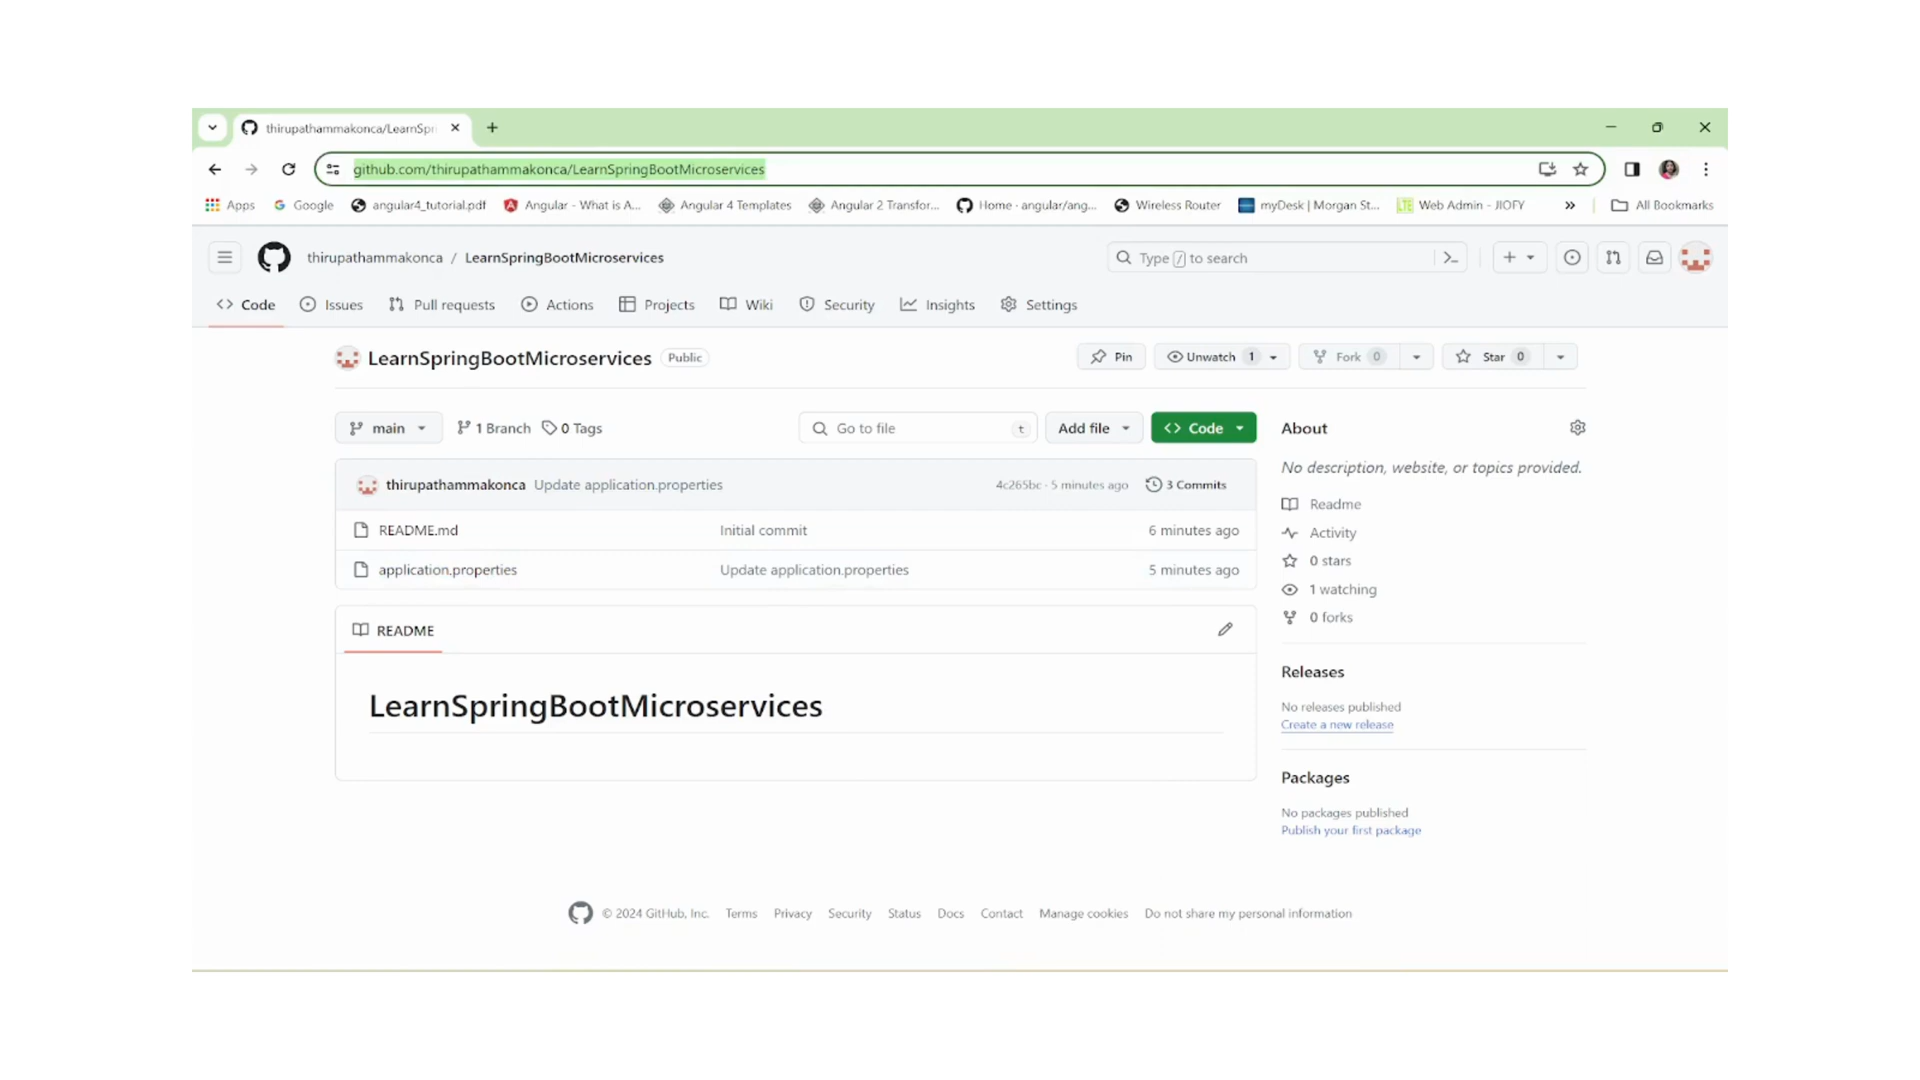 thirupathammakonca/LearnSpri
github.com/thirupathammakonca/LearnSpringBootMicroservices
Apps Google angular4_tutorial.pdf Angular - What is A... Angular 4 Templates Angular 2 Transfor... Home · angular/ang... Wireless Router myDesk | Morgan St... LTE Web Admin - JIOFY » All Bookmarks
thirupathammakonca / LearnSpringBootMicroservices Type / to search
Code Issues Pull requests Actions Projects Wiki Security Insights Settings
LearnSpringBootMicroservices Public Pin Unwatch 1 Fork 0 Star 0
main 1 Branch 0 Tags Go to file t Add file Code About
No description, website, or topics provided.
thirupathammakonca Update application.properties 4c265bc · 5 minutes ago 3 Commits
README.md Initial commit 6 minutes ago
application.properties Update application.properties 5 minutes ago
Readme
Activity
0 stars
1 watching
0 forks
README
LearnSpringBootMicroservices
Releases
No releases published
Create a new release
Packages
No packages published
Publish your first package
© 2024 GitHub, Inc. Terms Privacy Security Status Docs Contact Manage cookies Do not share my personal information